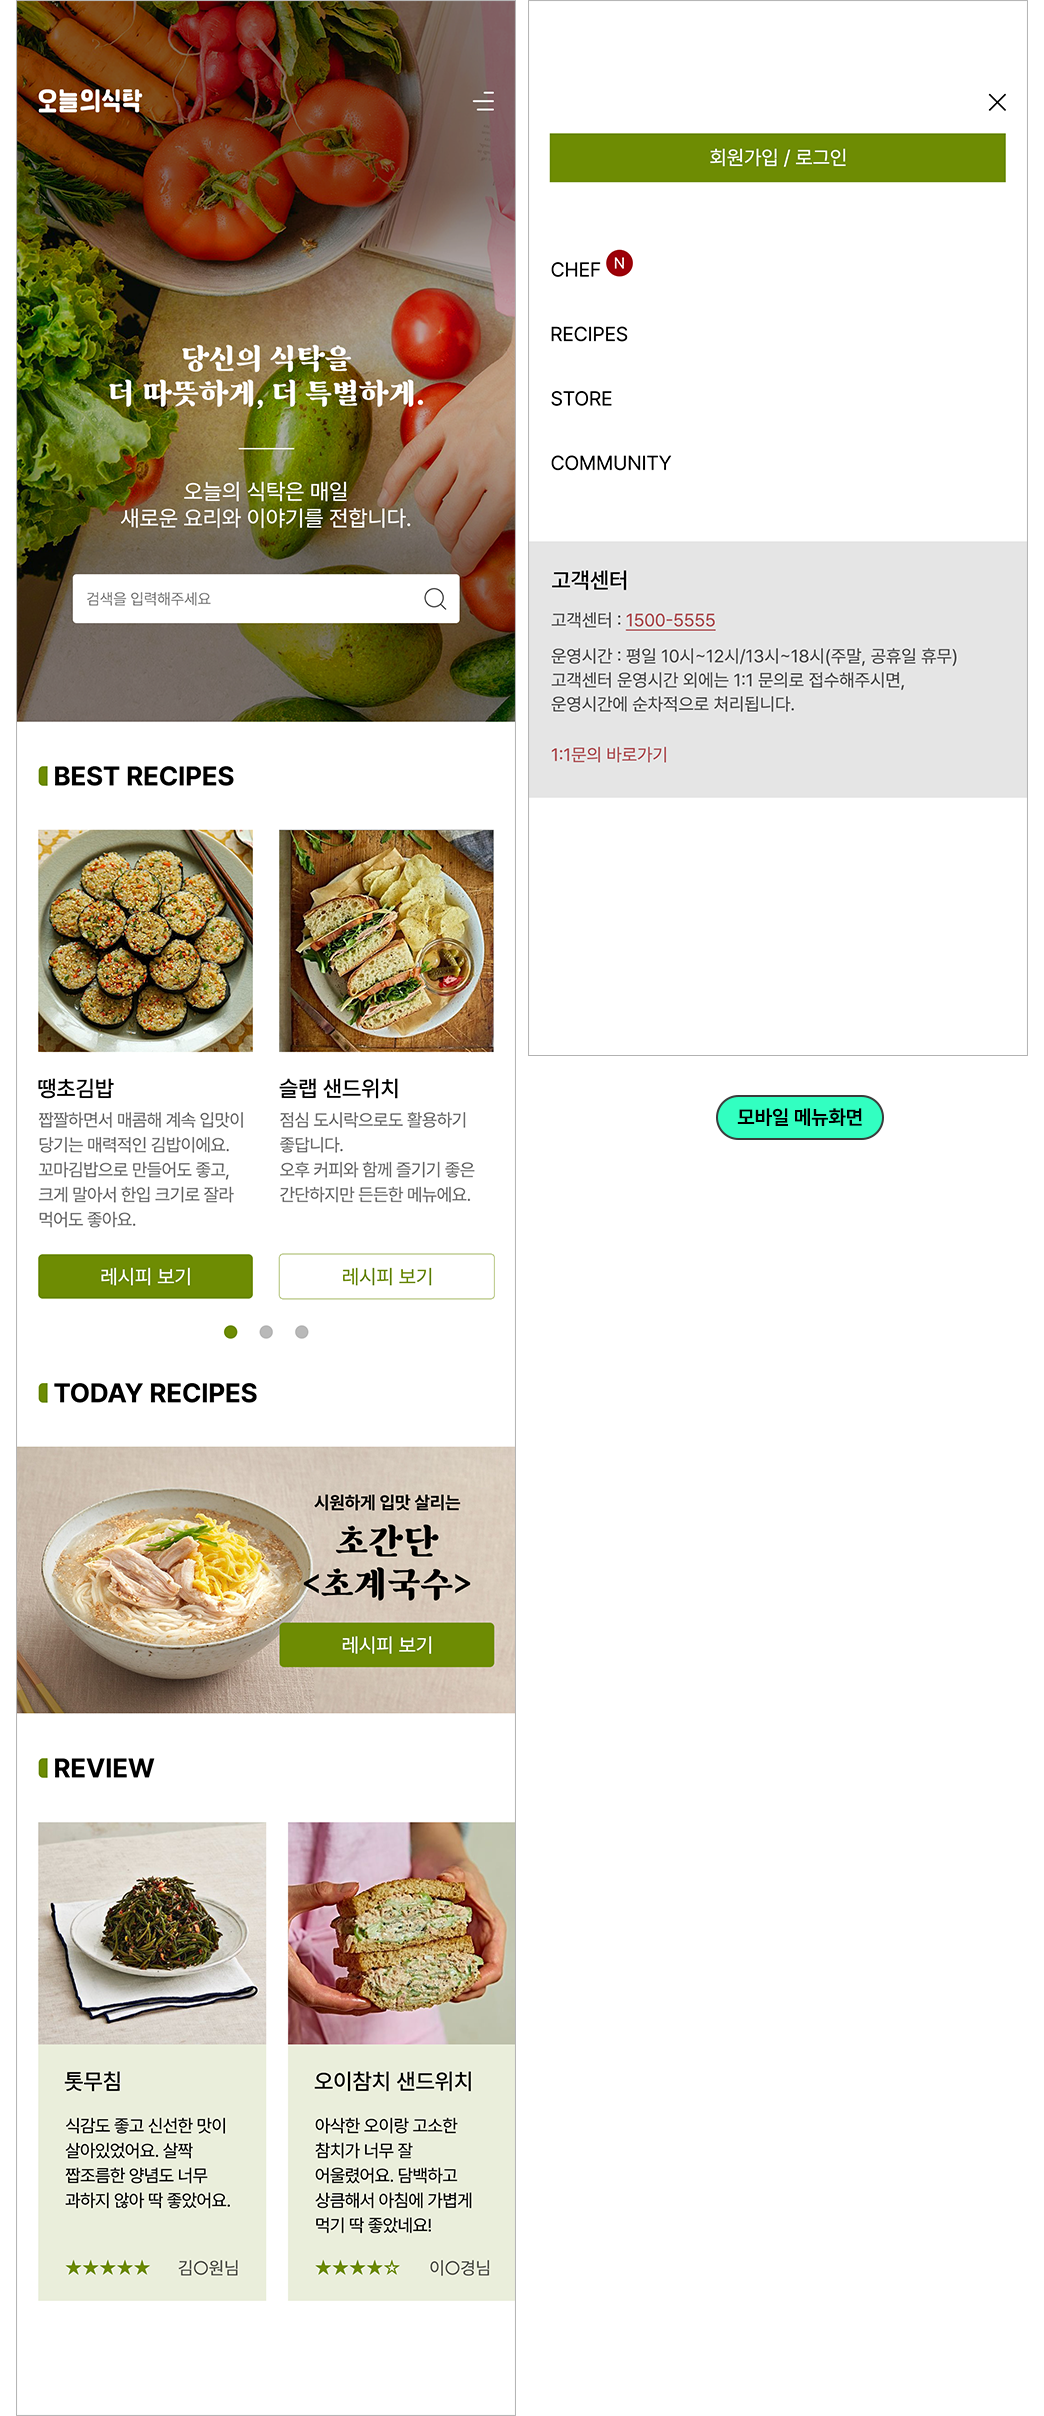 오늘의식탁
당신의 식탁을
더 따뜻하게, 더 특별하게.
오늘의 식탁은 매일
새로운 요리와 이야기를 전합니다.
검색을 입력해주세요
BEST RECIPES
땡초김밥
짭짤하면서 매콤해 계속 입맛이
당기는 매력적인 김밥이에요.
꼬마김밥으로 만들어도 좋고,
크게 말아서 한입 크기로 잘라
먹어도 좋아요.
레시피 보기
슬랩 샌드위치
점심 도시락으로도 활용하기
좋답니다.
오후 커피와 함께 즐기기 좋은
간단하지만 든든한 메뉴에요.
레시피 보기
TODAY RECIPES
시원하게 입맛 살리는
초간단
<초계국수>
레시피 보기
REVIEW
톳무침
식감도 좋고 신선한 맛이
살아있었어요. 살짝
짭조름한 양념도 너무
과하지 않아 딱 좋았어요.
★★★★★ 김○원님
오이참치 샌드위치
아삭한 오이랑 고소한
참치가 너무 잘
어울렸어요. 담백하고
상큼해서 아침에 가볍게
먹기 딱 좋았네요!
★★★★☆ 이○경님
회원가입 / 로그인
CHEF N
RECIPES
STORE
COMMUNITY
고객센터
고객센터 : 1500-5555
운영시간 : 평일 10시~12시/13시~18시(주말, 공휴일 휴무)
고객센터 운영시간 외에는 1:1 문의로 접수해주시면,
운영시간에 순차적으로 처리됩니다.
1:1문의 바로가기
모바일 메뉴화면